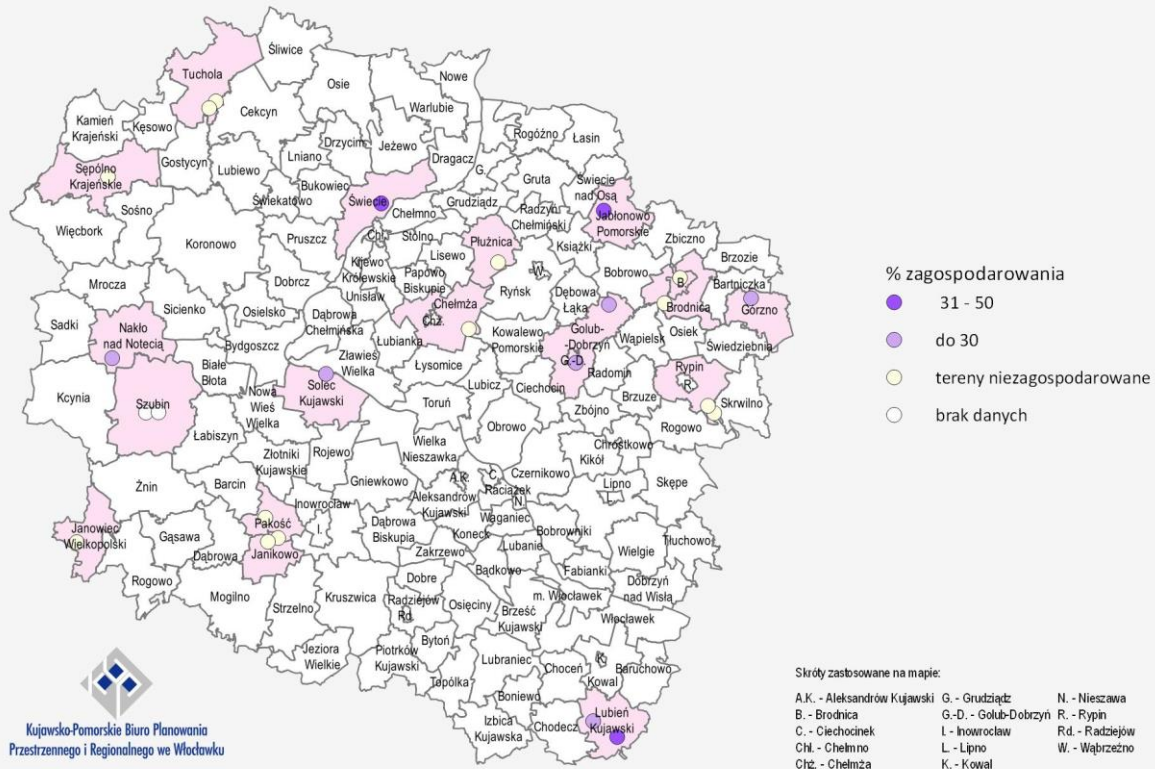 Śliwice
Tuchola
Nowe
Osie
Cekcyn
Warlubie
Kamień
Krajeński
Kęsowo
Rogóźno
Łasin
Drzycim
Jeżewo
Gostycyn
Lniano
Dragacz
Sępólno
Krajeńskie
Lubiewo
G.
Gruta
Świecie
nad Osą
Bukowiec
Świekatowo
Świecie
Grudziądz
Sośno
Chełmno
Radzyń
Chełmiński
Jabłonowo
Pomorskie
Więcbork
Koronowo
Pruszcz
Chł.
Stolno
Płużnica
Książki
Zbiczno
Kijewo
Królewskie
Lisewo
Brzozie
Mrocza
Dobrcz
Papowo
Biskupie
W.
Bobrowo
B.
Bartniczka
Unisław
Chełmża
Ryńsk
Dębowa
Łąka
Brodnica
Górzno
Sicienko
Osielsko
Dąbrowa
Chełmińska
Chż.
Sadki
Nakło
nad Notecią
Łubianka
Kowalewo
Pomorskie
Golub-
-Dobrzyń
Wąpielsk
Osiek
Świedziebnia
Bydgoszcz
Zławieś
Wielka
Łysomice
G.-D.
Białe
Błota
Solec
Kujawski
Radomin
Rypin
R.
Kcynia
Szubin
Nowa
Wieś
Wielka
Toruń
Lubicz
Ciechocin
Brzuze
Skrwilno
Zbójno
Łabiszyn
Obrowo
Rogowo
Złotniki
Kujawskie
Rojewo
Wielka
Nieszawka
Chrostkowo
Kikół
Żnin
Barcin
Gniewkowo
A.K.
C.
Raciążek
Czernikowo
Lipno
L.
Skępe
Inowrocław
Aleksandrów
Kujawski
N.
Janowiec
Wielkopolski
Pakość
I.
Waganiec
Gąsawa
Dąbrowa
Biskupia
Koneck
Bobrowniki
Tłuchowo
Dąbrowa
Janikowo
Zakrzewo
Lubanie
Wielgie
Rogowo
Dobre
Bądkowo
Fabianki
Mogilno
Kruszwica
Radziejów
Rd.
Osięciny
m. Włocławek
Dobrzyń
nad Wisłą
Strzelno
Brześć
Kujawski
Włocławek
Jeziora
Wielkie
Piotrków
Kujawski
Bytoń
Lubraniec
Choceń
K.
Kowal
Baruchowo
Topólka
Boniewo
Izbica
Kujawska
Chodecz
Lubień
Kujawski
% zagospodarowania
31 - 50
do 30
tereny niezagospodarowane
brak danych
Kujawsko-Pomorskie Biuro Planowania
Przestrzennego i Regionalnego we Włocławku
Skróty zastosowane na mapie:
A.K. - Aleksandrów Kujawski G. - Grudziądz N. - Nieszawa
B. - Brodnica G.-D. - Golub-Dobrzyń R. - Rypin
C. - Ciechocinek I. - Inowrocław Rd. - Radziejów
Chł. - Chełmno L. - Lipno W. - Wąbrzeźno
Chż. - Chełmża K. - Kowal